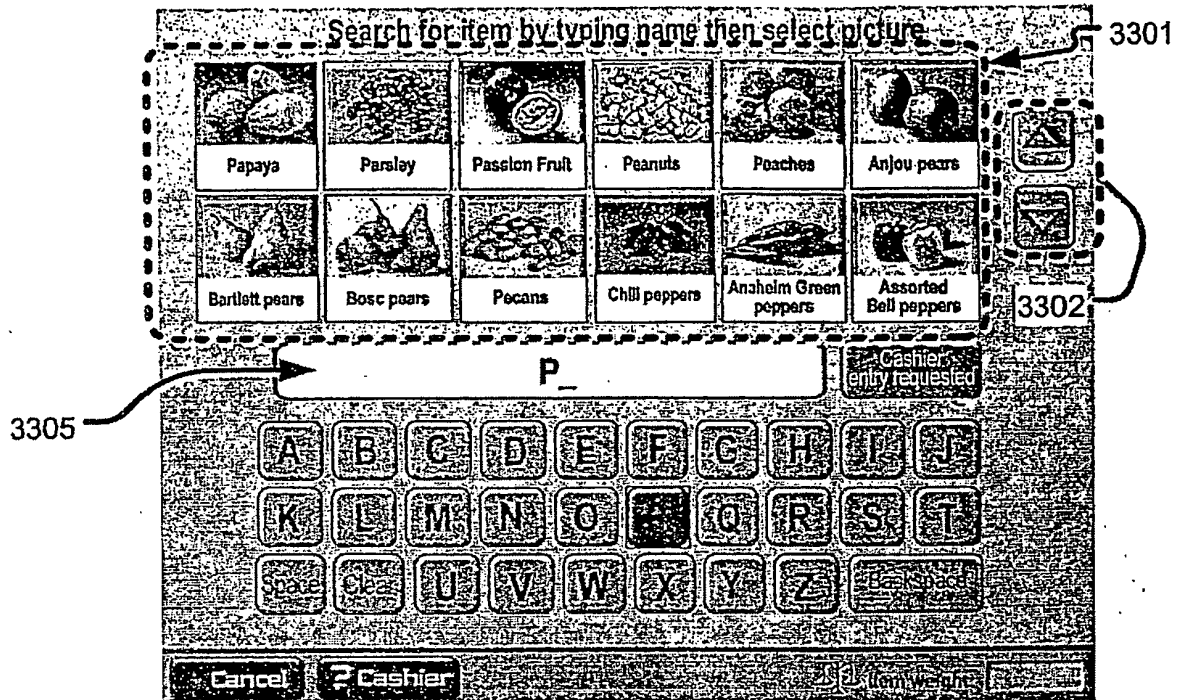 Search for item by typing name then select picture
3301
Papaya
Parsley
Passion Fruit
Peanuts
Peaches
Anjou pears
Bartlett pears
Bosc pears
Pecans
Chili peppers
Anaheim Green
peppers
Assorted
Bell peppers
3302
P_
Cashier
entry requested
3305
A B C D E F G H I J
K L M N O Q R S T
Space Clear U V W X Y Z BackSpace
Cancel
? Cashier
Item weight